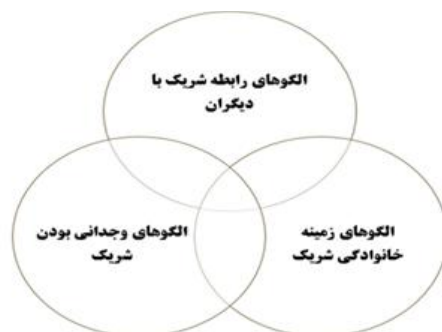 الگوهای رابطه شریک با
دیگران
الگوهای وجدانی بودن
شریک
الگوهای زمینه
خانوادگی شریک